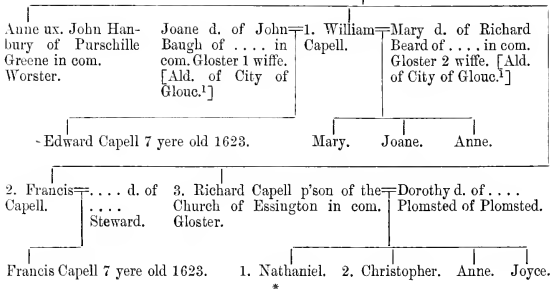 Anne ux. John Han-
bury of Purschille
Greene in com.
Worster.
Joane d. of John
Baugh of . . . . in
com. Gloster 1 wiffe.
[Ald. of City of
Glouc.¹]
1. William
Capell.
Mary d. of Richard
Beard of . . . . in com.
Gloster 2 wiffe. [Ald.
of City of Glouc.¹]
Edward Capell 7 yere old 1623.
Mary. Joane. Anne.
2. Francis
Capell.
. . . . d. of
. . . .
Steward.
3. Richard Capell p'son of the
Church of Essington in com.
Gloster.
Dorothy d. of . . . .
Plomsted of Plomsted.
Francis Capell 7 yere old 1623.
1. Nathaniel. 2. Christopher. Anne. Joyce.
*